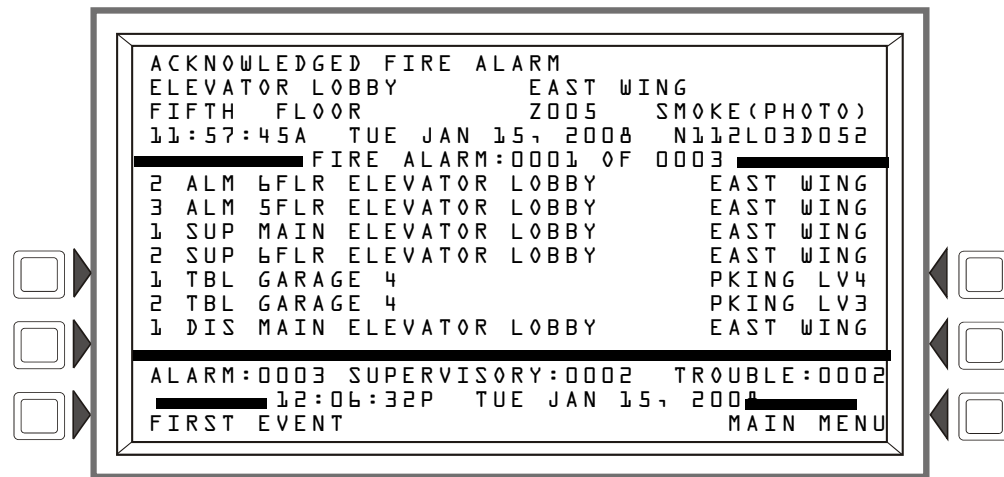 ACKNOWLEDGED FIRE ALARM
ELEVATOR LOBBY EAST WING
FIFTH FLOOR Z005 SMOKE(PHOTO)
11:57:45A TUE JAN 15, 2008 N112L03D052
FIRE ALARM:0001 OF 0003
2 ALM 6FLR ELEVATOR LOBBY EAST WING
3 ALM 5FLR ELEVATOR LOBBY EAST WING
1 SUP MAIN ELEVATOR LOBBY EAST WING
2 SUP 6FLR ELEVATOR LOBBY EAST WING
1 TBL GARAGE 4 PKING LV4
2 TBL GARAGE 4 PKING LV3
1 DIS MAIN ELEVATOR LOBBY EAST WING
ALARM:0003 SUPERVISORY:0002 TROUBLE:0002
12:06:32P TUE JAN 15, 2008
FIRST EVENT MAIN MENU